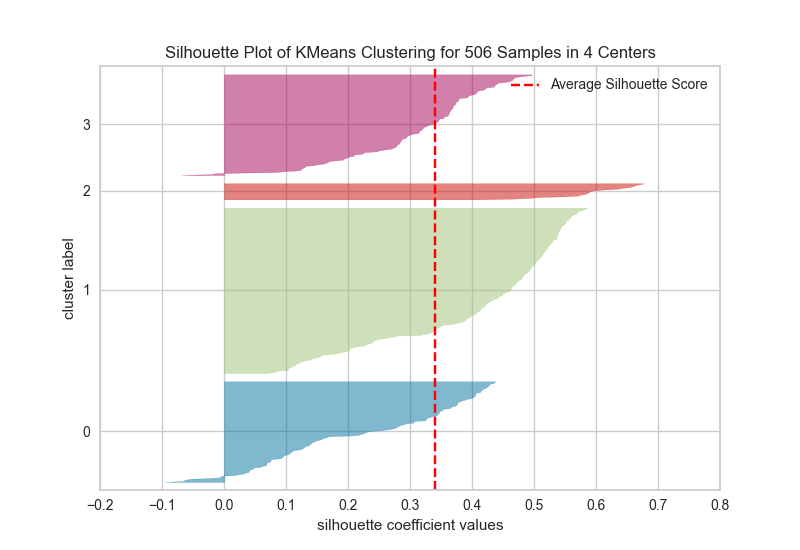 Silhouette Plot of KMeans Clustering for 506 Samples in 4 Centers
Average Silhouette Score
3
2
1
0
cluster label
−0.2 −0.1 0.0 0.1 0.2 0.3 0.4 0.5 0.6 0.7 0.8
silhouette coefficient values